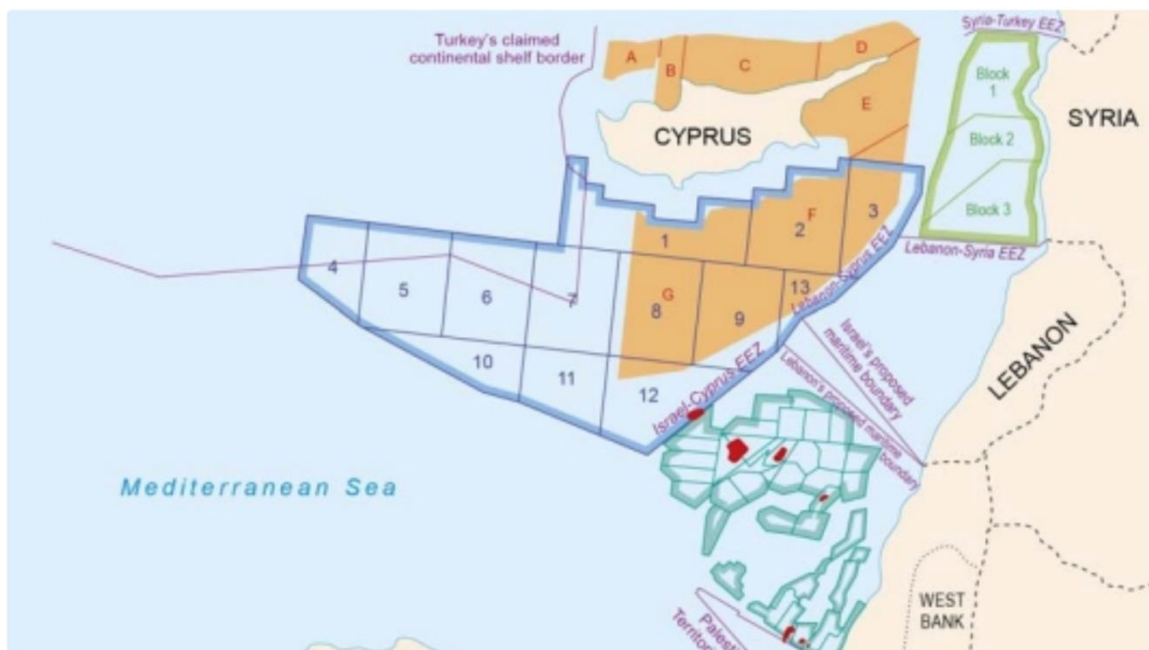 Turkey's claimed
continental shelf border
Syria-Turkey EEZ
A
B
C
D
E
Block
1
SYRIA
CYPRUS
Block 2
Block 3
F
1
2
3
Lebanon-Syria EEZ
4
5
6
7
G
8
9
13
Lebanon-Cyprus EEZ
10
11
12
Israel-Cyprus EEZ
Israel's proposed
maritime boundary
Lebanon's proposed maritime
boundary
LEBANON
Mediterranean Sea
WEST
BANK